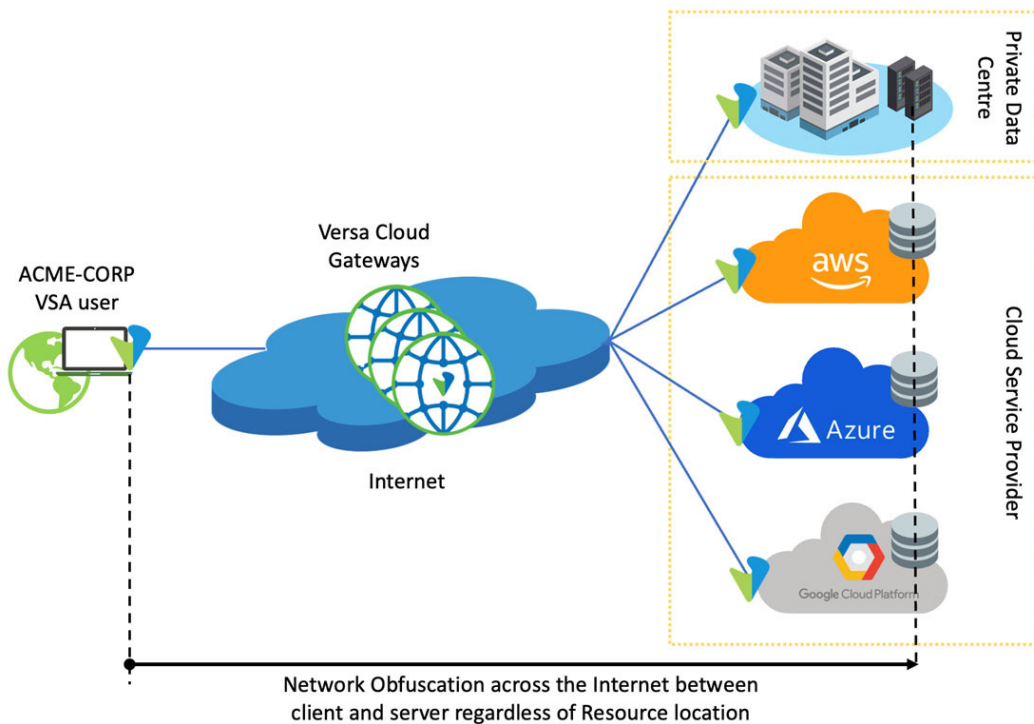 Private Data
Centre
Versa Cloud
Gateways
ACME-CORP
VSA user
aws
Azure
Google Cloud Platform
Cloud Service Provider
Internet
Network Obfuscation across the Internet between
client and server regardless of Resource location